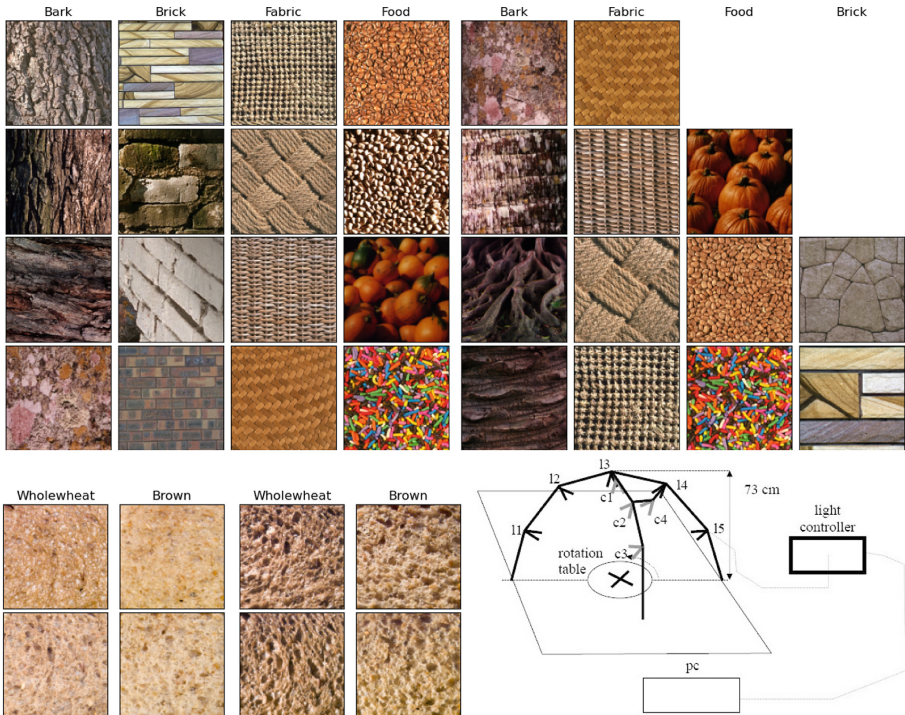 Bark Brick Fabric Food Bark Fabric Food Brick
Wholewheat Brown Wholewheat Brown
l1
l2
l3
l4
l5
c1
c2
c3
c4
73 cm
light
controller
rotation
table
pc